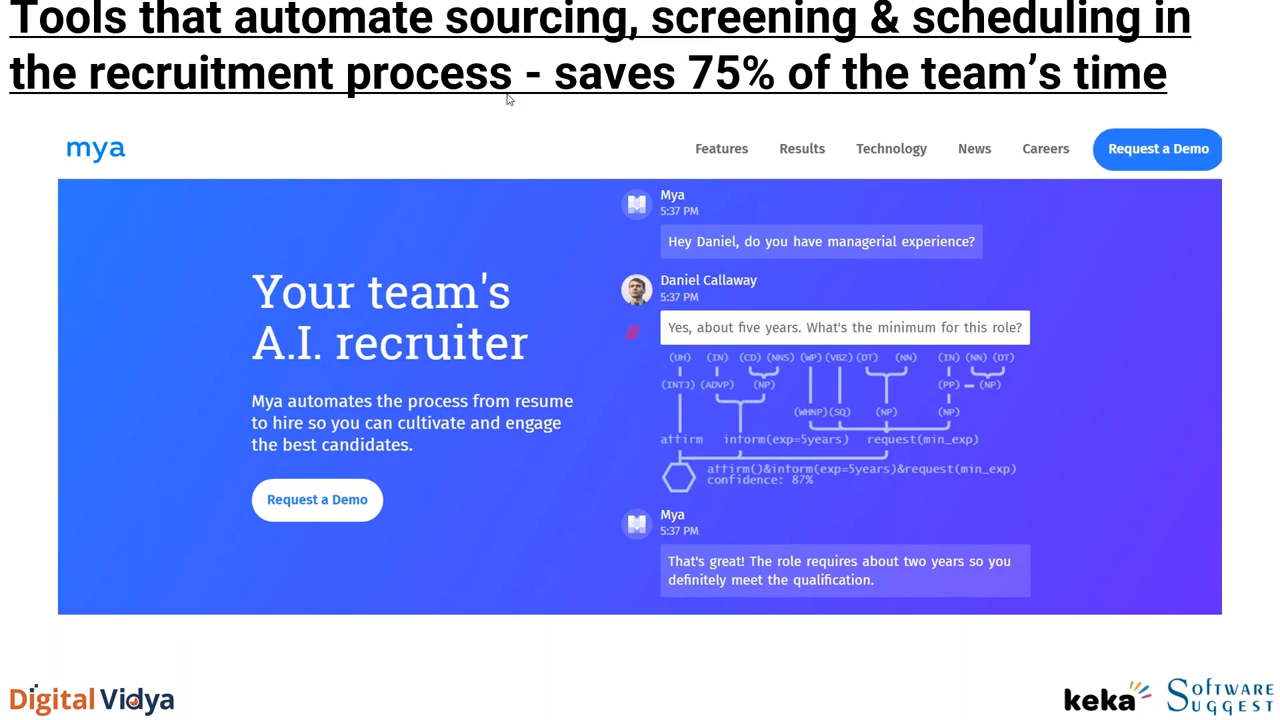 Tools that automate sourcing, screening & scheduling in
the recruitment process - saves 75% of the team's time
mya
Features Results Technology News Careers Request a Demo
Your team's
A.I. recruiter
Mya automates the process from resume
to hire so you can cultivate and engage
the best candidates.
Request a Demo
Mya
5:37 PM
Hey Daniel, do you have managerial experience?
Daniel Callaway
5:37 PM
Yes, about five years. What's the minimum for this role?
(UH) (IN) (CD) (NNS) (WP) (VBZ) (DT) (NN) (IN) (NN) (DT)
(INTJ) (ADVP) (NP) (PP) (NP)
(WHNP) (SQ) (NP) (NP)
affirm inform(exp=5years) request(min_exp)
affirm()&inform(exp=5years)&request(min_exp)
confidence: 87%
Mya
5:37 PM
That's great! The role requires about two years so you
definitely meet the qualification.
Digital Vidya
keka
Software
Suggest